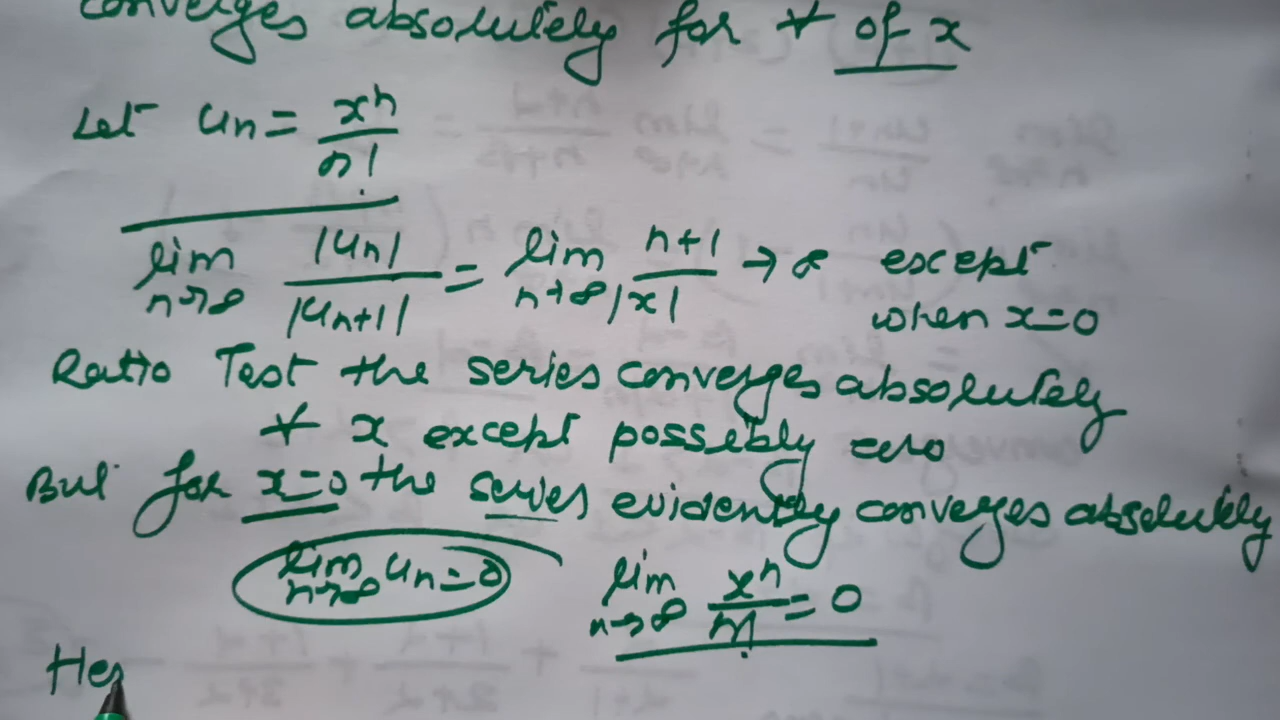 converges absolutely for ∀ of x
Let un = x^n / n!
lim n→∞ |un| / |un+1| = lim n→∞ n+1 / |x| → ∞ except
when x=0
Ratio Test the series converges absolutely
∀ x except possibly zero
But for x=0 the series evidently converges absolutely
lim n→∞ un=0 lim n→∞ x^n / n! = 0
Hen